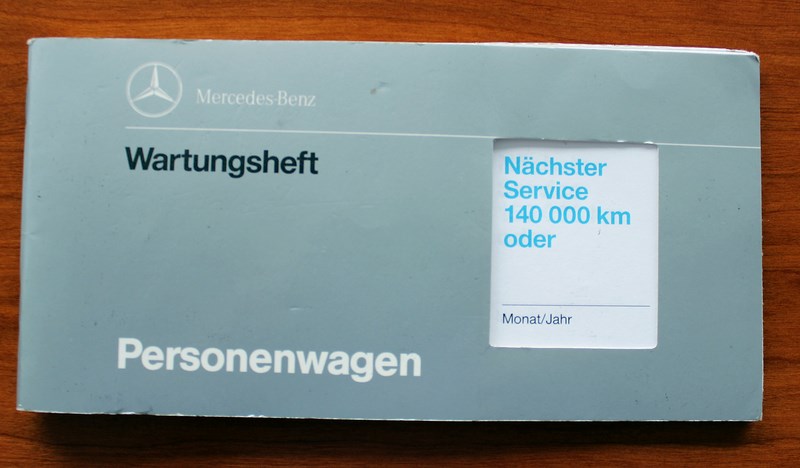 Mercedes-Benz
Wartungsheft
Nächster
Service
140 000 km
oder
Monat/Jahr
Personenwagen